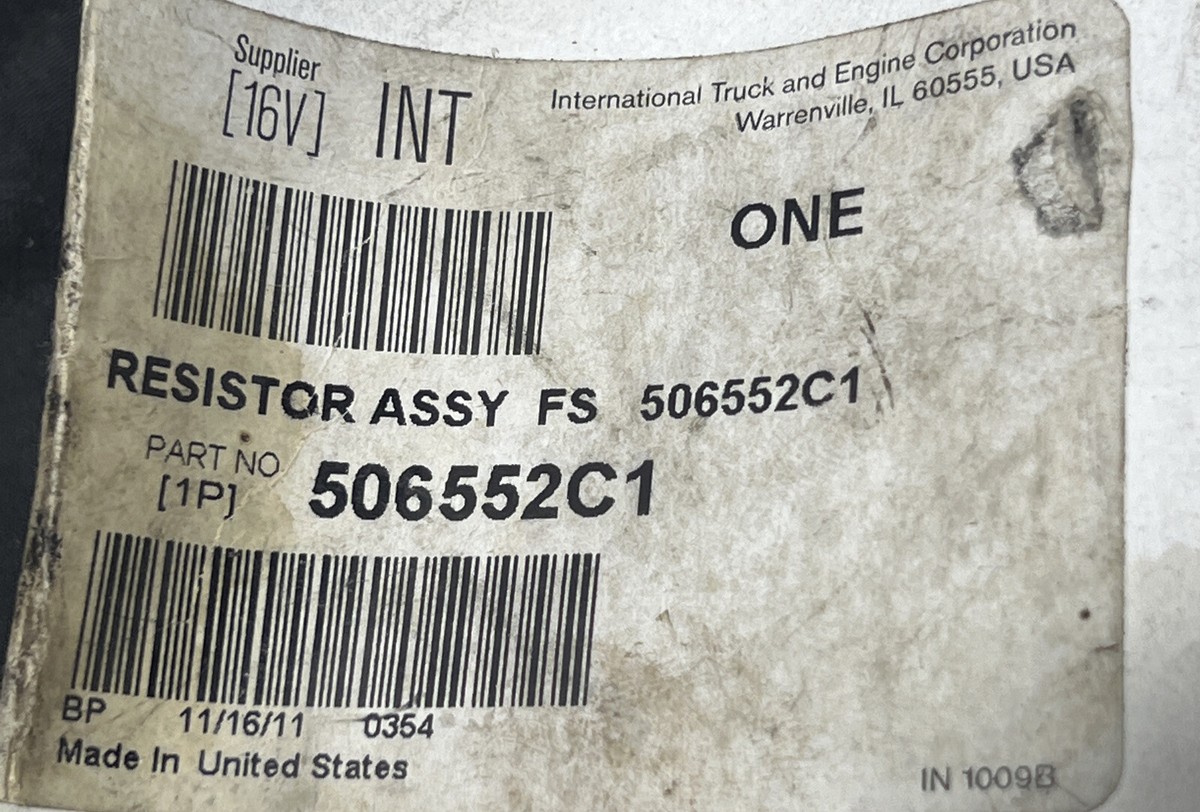 Supplier
[16V] INT
International Truck and Engine Corporation
Warrenville, IL 60555, USA
ONE
RESISTOR ASSY FS 506552C1
PART NO
[1P] 506552C1
BP 11/16/11 0354
Made In United States
IN 1009B